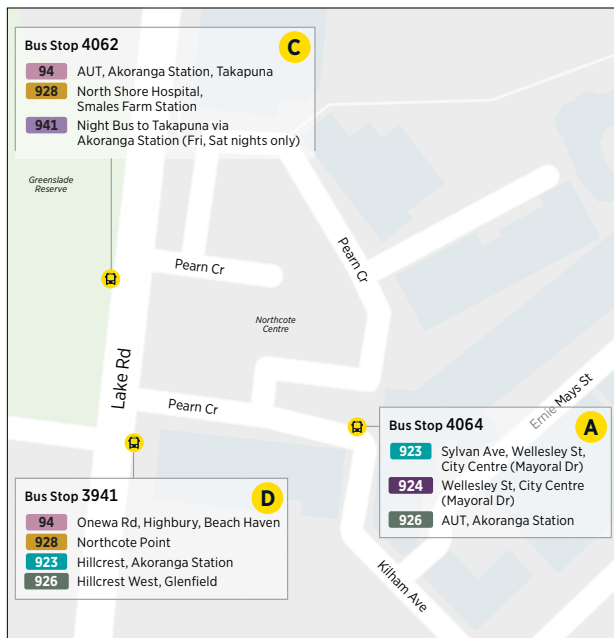 Bus Stop 4062
C
94 AUT, Akoranga Station, Takapuna
928 North Shore Hospital,
Smales Farm Station
941 Night Bus to Takapuna via
Akoranga Station (Fri, Sat nights only)
Greenslade
Reserve
Pearn Cr
Pearn Cr
Northcote
Centre
Lake Rd
Pearn Cr
Ernie Mays St
Bus Stop 4064
A
923 Sylvan Ave, Wellesley St,
City Centre (Mayoral Dr)
924 Wellesley St, City Centre
(Mayoral Dr)
926 AUT, Akoranga Station
Bus Stop 3941
D
94 Onewa Rd, Highbury, Beach Haven
928 Northcote Point
923 Hillcrest, Akoranga Station
926 Hillcrest West, Glenfield
Kilham Ave